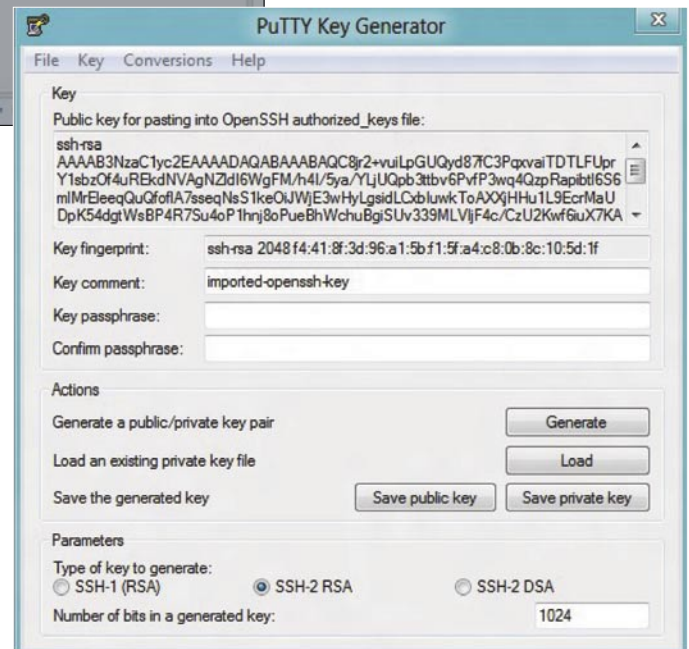 PuTTY Key Generator
File Key Conversions Help
Key
Public key for pasting into OpenSSH authorized_keys file:
ssh-rsa
AAAAB3NzaC1yc2EAAAADAQABAAABAQC8jr2+vuiLpGUQyd87fC3PqxvaiTDTLFUpr
Y1sbzOf4uREkdNVAgNZldI6WgFM/h4I/5ya/YLjUQpb3ttbv6PvfP3wq4QzpRapibtI6S6
mIMrEleeqQuQfofIA7sseqNsS1keOiJWjE3wHyLgsidLCxbIuwkToAXXjHHu1L9EcrMaU
DpK54dgtWsBP4R7Su4oP1hnj8oPueBhWchuBgiSUv339MLVljF4c/CzU2Kwf6iuX7KA
Key fingerprint: ssh-rsa 2048 f4:41:8f:3d:96:a1:5b:f1:5f:a4:c8:0b:8c:10:5d:1f
Key comment: imported-openssh-key
Key passphrase:
Confirm passphrase:
Actions
Generate a public/private key pair Generate
Load an existing private key file Load
Save the generated key Save public key Save private key
Parameters
Type of key to generate:
SSH-1 (RSA) SSH-2 RSA SSH-2 DSA
Number of bits in a generated key: 1024